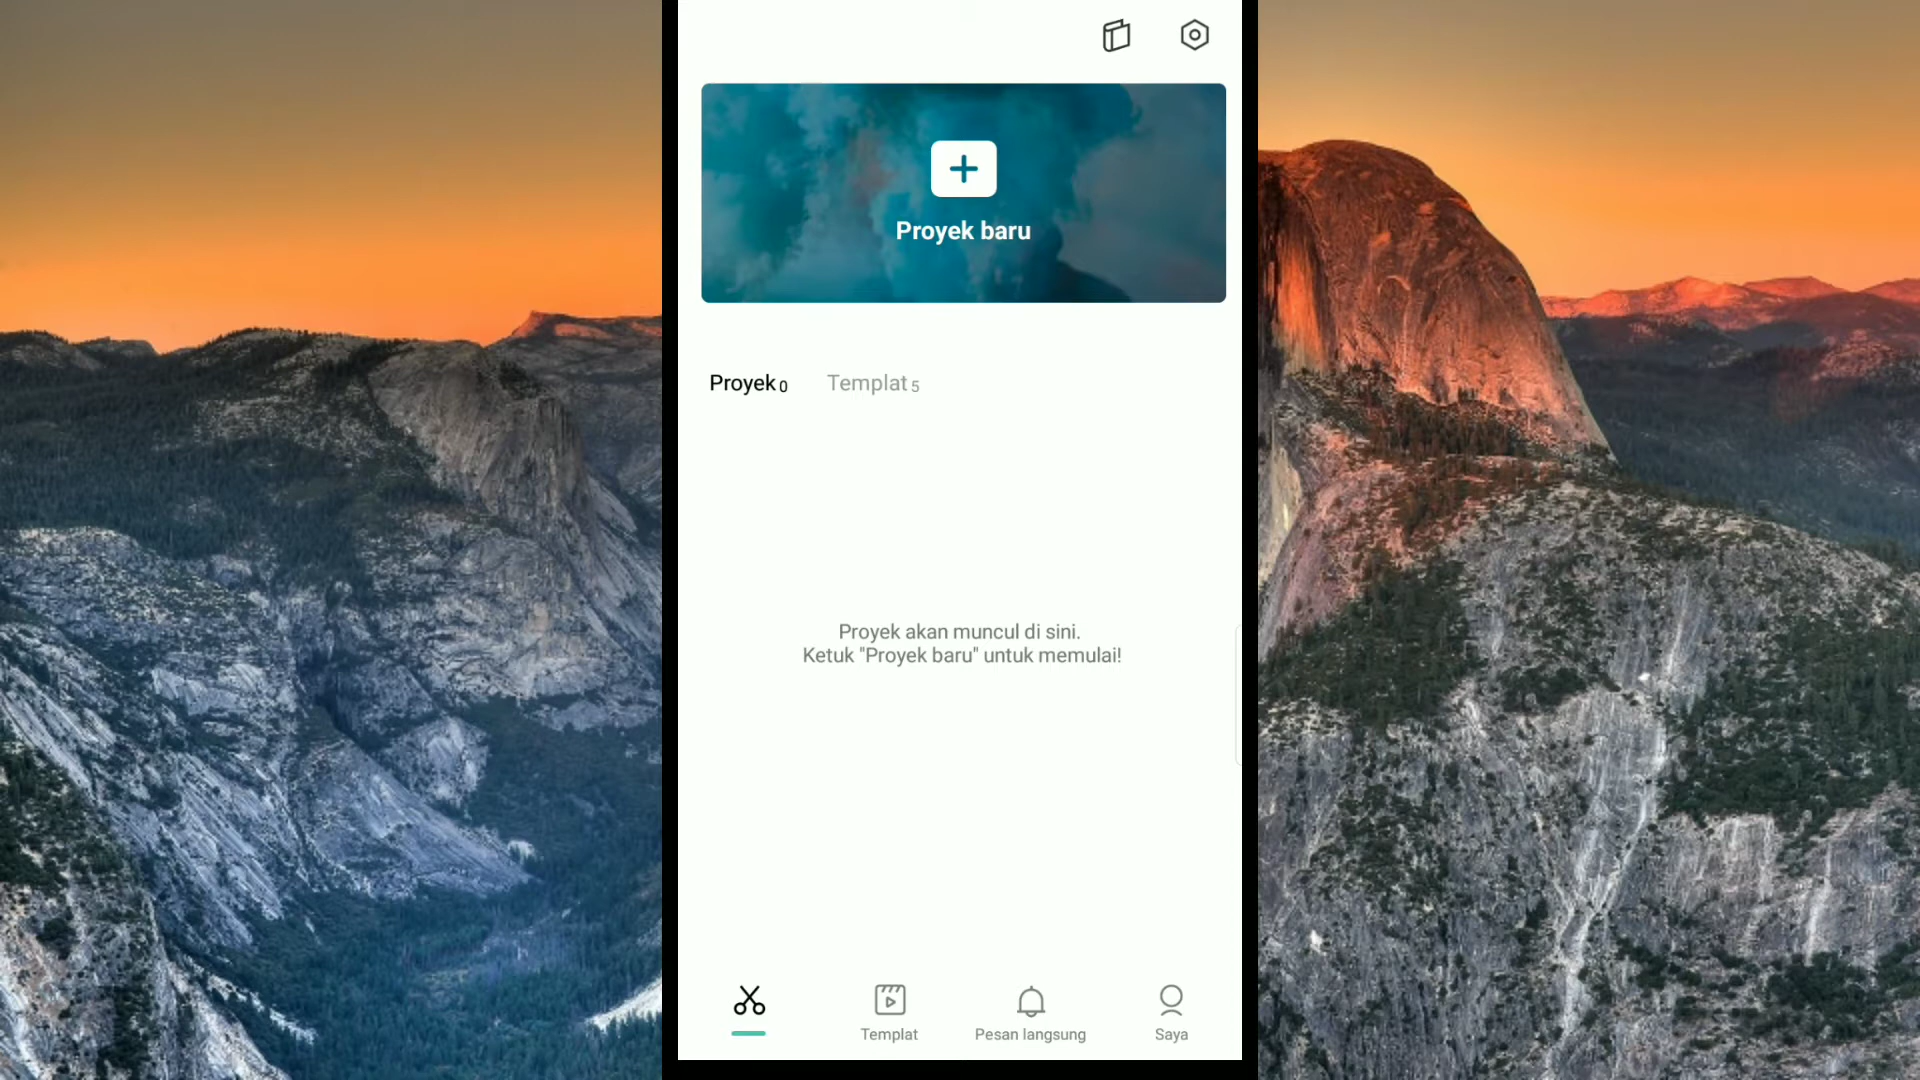 Proyek baru
Proyek 0
Templat 5
Proyek akan muncul di sini.
Ketuk "Proyek baru" untuk memulai!
Templat
Pesan langsung
Saya